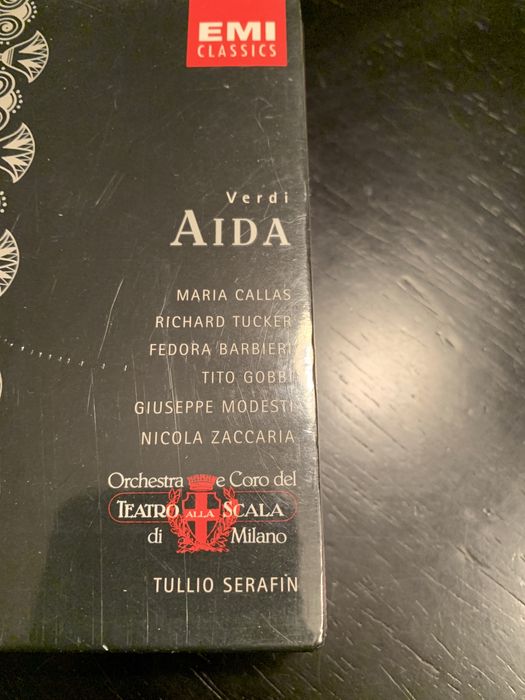 EMI
CLASSICS
Verdi
AIDA
MARIA CALLAS
RICHARD TUCKER
FEDORA BARBIERI
TITO GOBBI
GIUSEPPE MODESTI
NICOLA ZACCARIA
Orchestra e Coro del
TEATRO ALLA SCALA
di Milano
TULLIO SERAFIN